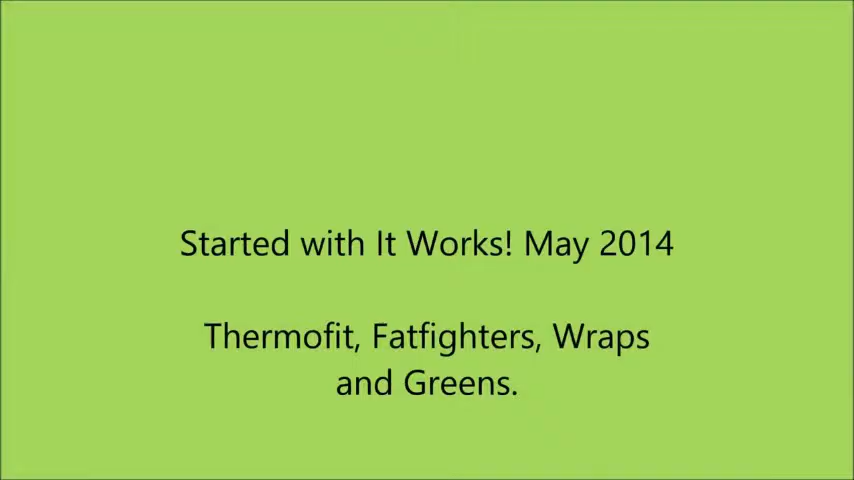 Started with It Works! May 2014
Thermofit, Fatfighters, Wraps
and Greens.